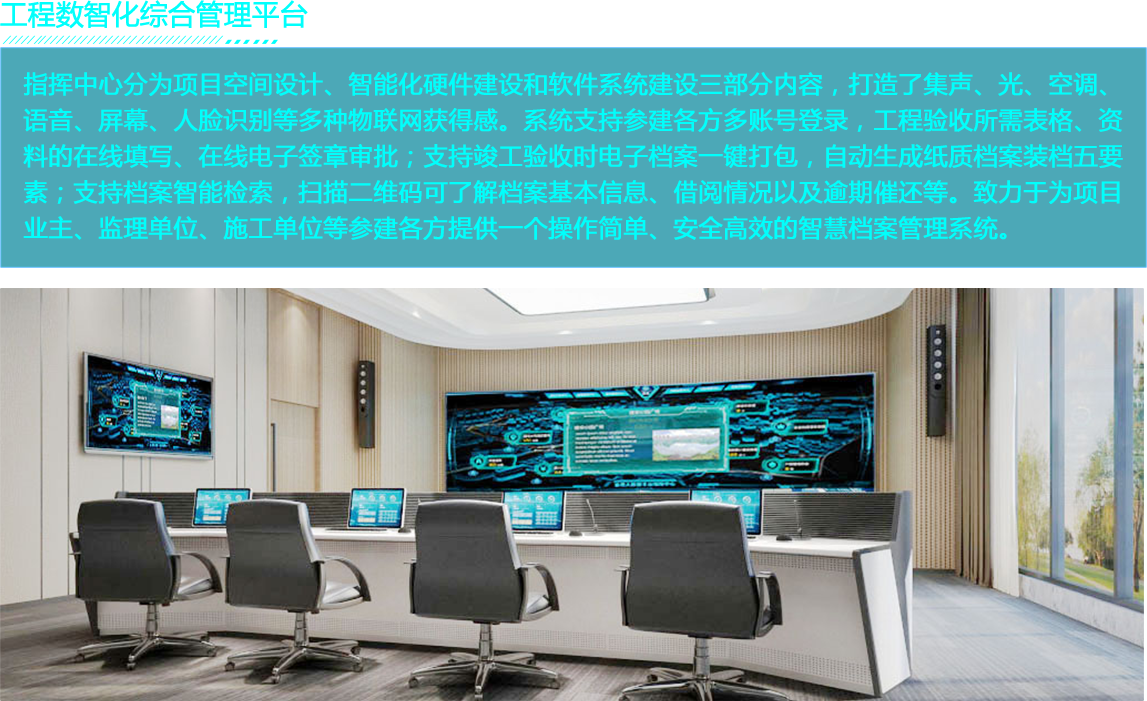 工程数智化综合管理平台
指挥中心分为项目空间设计、智能化硬件建设和软件系统建设三部分内容，打造了集声、光、空调、
语音、屏幕、人脸识别等多种物联网获得感。系统支持参建各方多账号登录，工程验收所需表格、资
料的在线填写、在线电子签章审批；支持竣工验收时电子档案一键打包，自动生成纸质档案装档五要
素；支持档案智能检索，扫描二维码可了解档案基本信息、借阅情况以及逾期催还等。致力于为项目
业主、监理单位、施工单位等参建各方提供一个操作简单、安全高效的智慧档案管理系统。